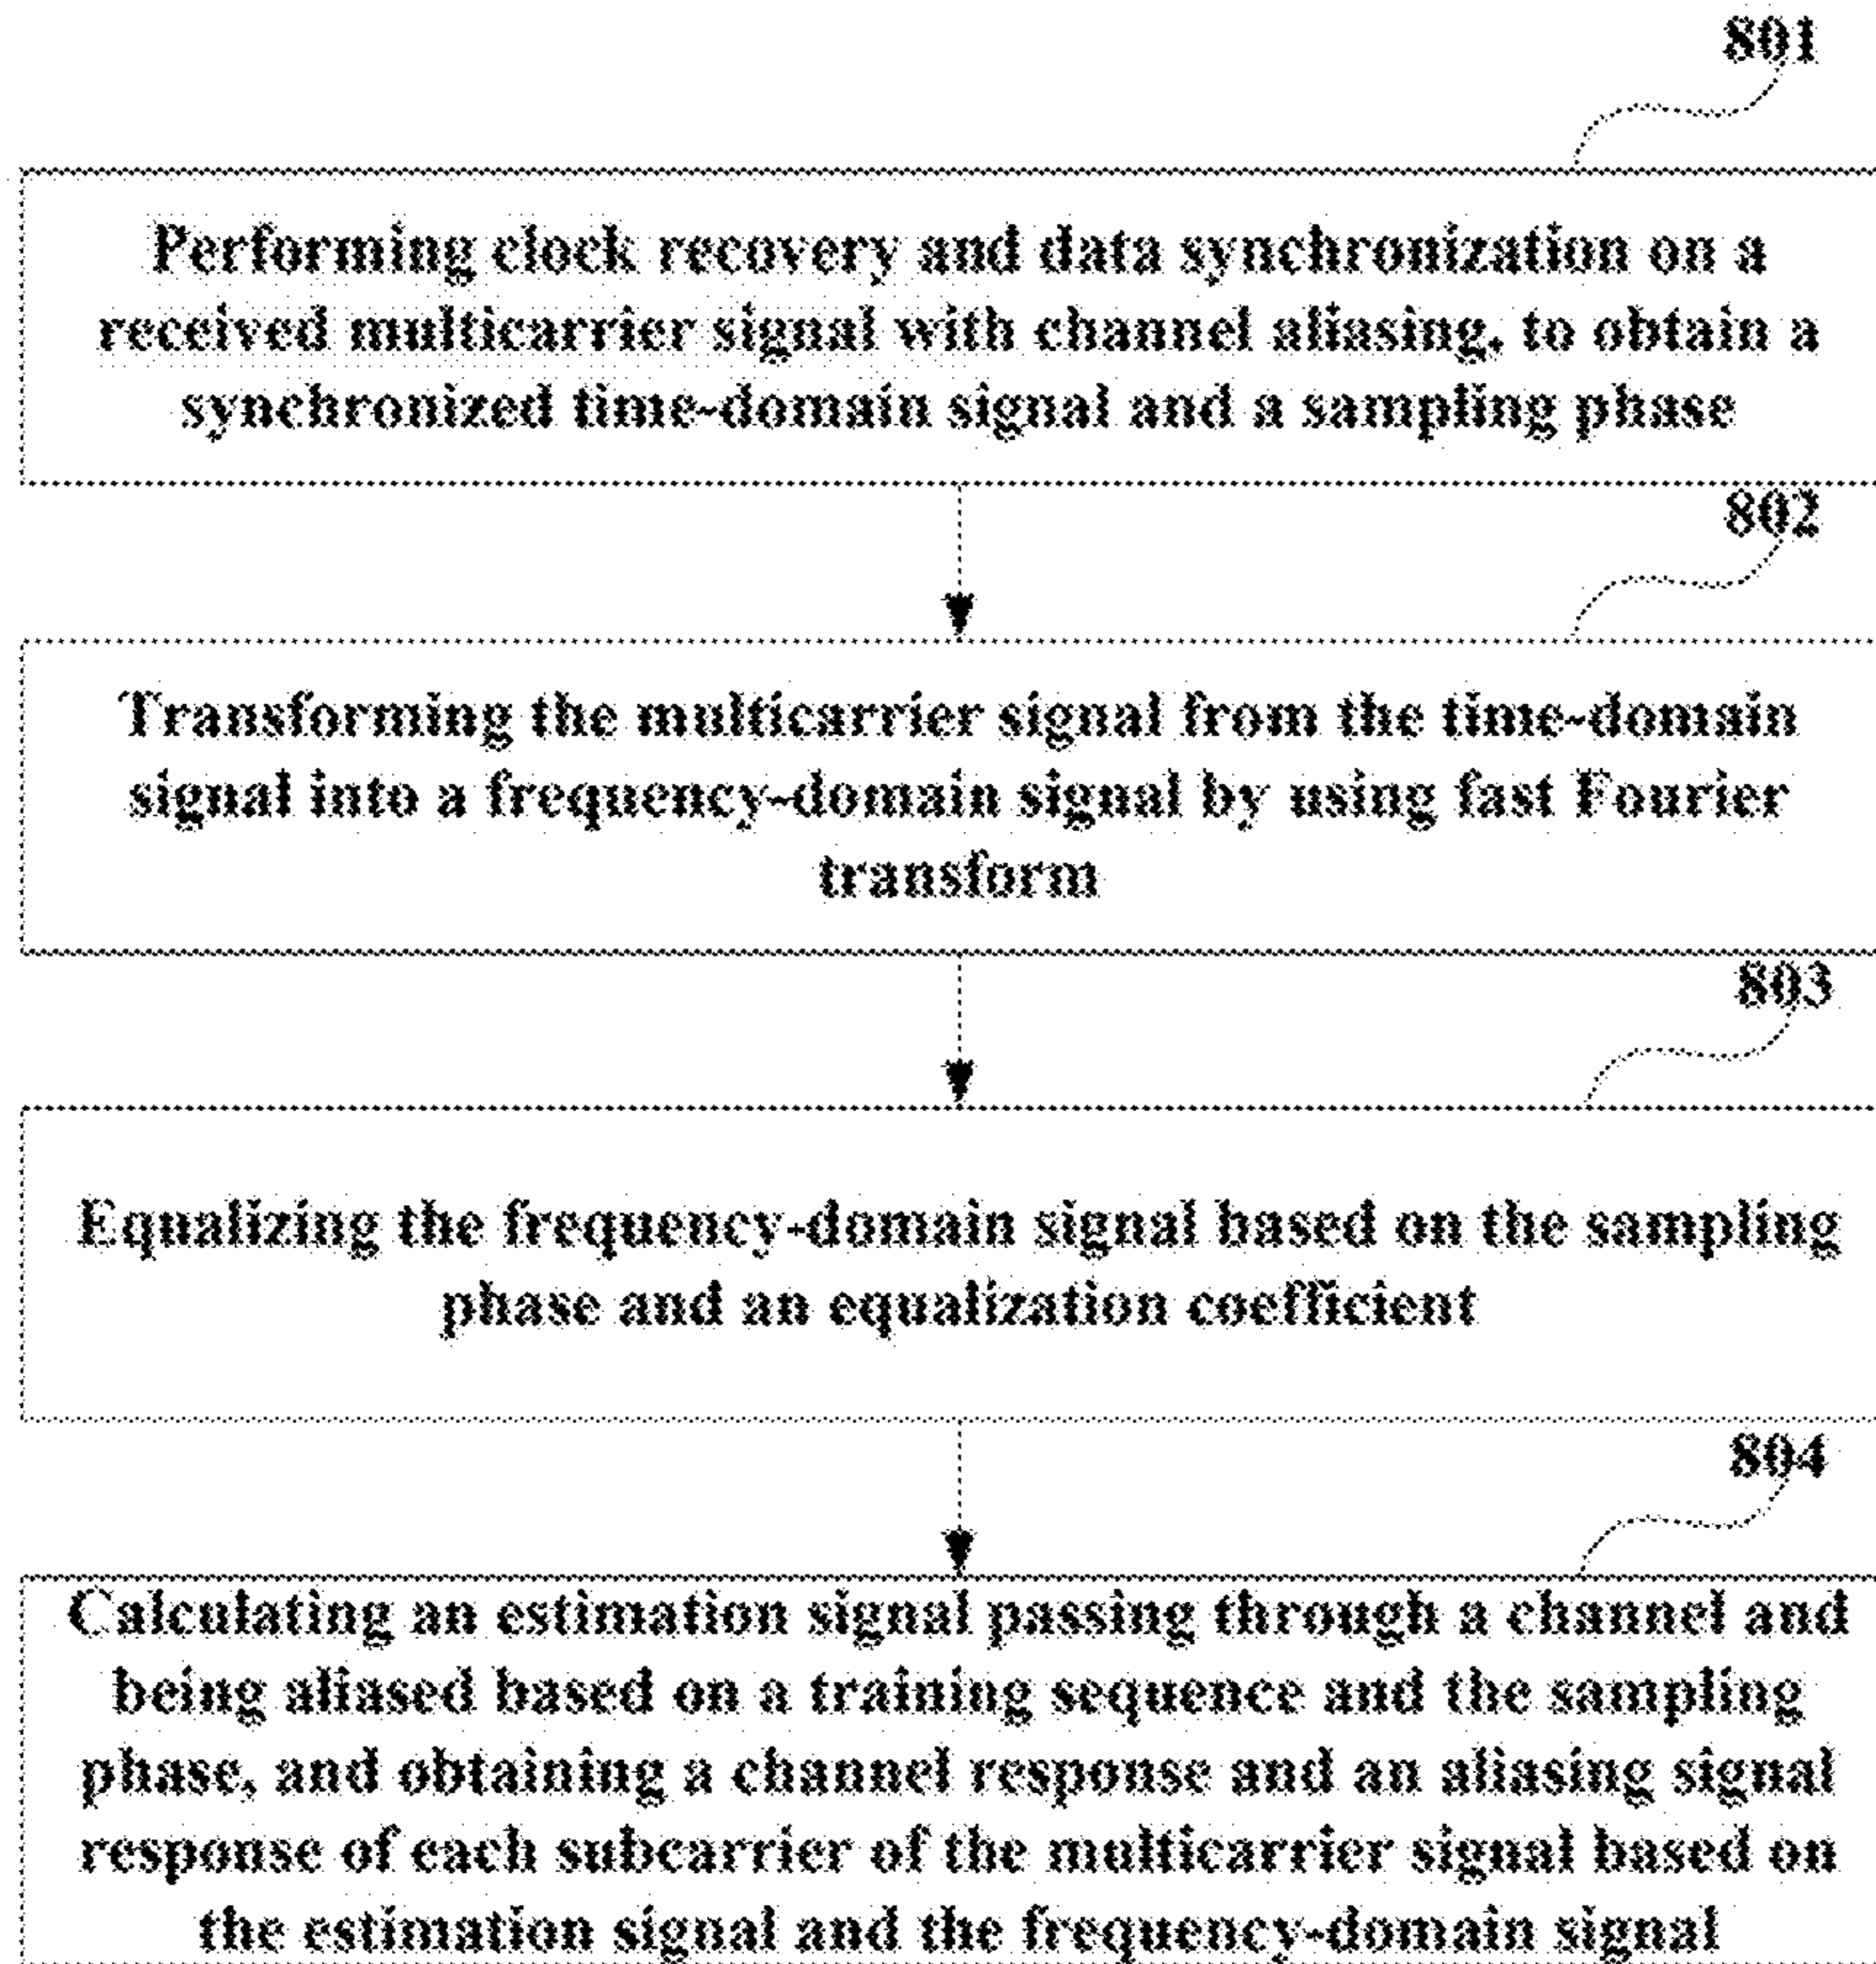 801
Performing clock recovery and data synchronization on a
received multicarrier signal with channel aliasing, to obtain a
synchronized time-domain signal and a sampling phase
802
Transforming the multicarrier signal from the time-domain
signal into a frequency-domain signal by using fast Fourier
transform
803
Equalizing the frequency-domain signal based on the sampling
phase and an equalization coefficient
804
Calculating an estimation signal passing through a channel and
being aliased based on a training sequence and the sampling
phase, and obtaining a channel response and an aliasing signal
response of each subcarrier of the multicarrier signal based on
the estimation signal and the frequency-domain signal